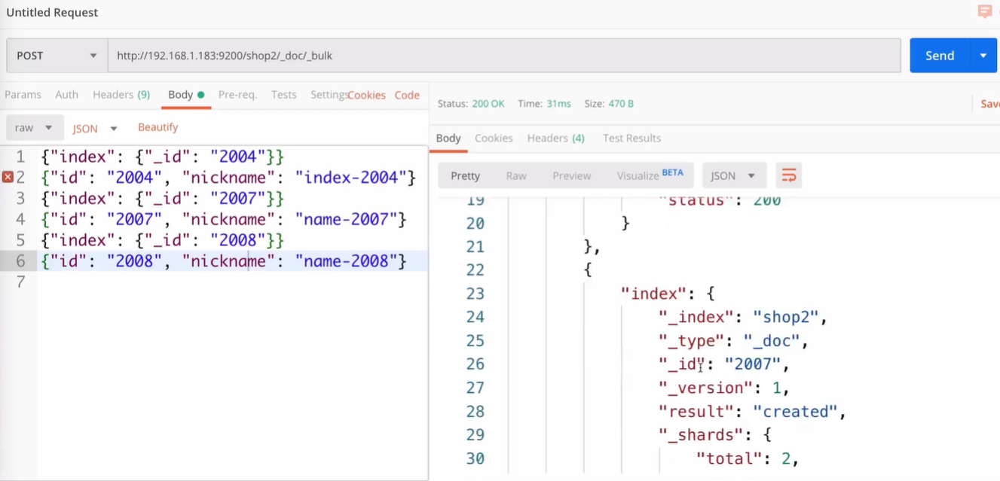 Untitled Request
POST http://192.168.1.183:9200/shop2/_doc/_bulk Send
Params Auth Headers (9) Body Pre-req. Tests Settings Cookies Code
raw JSON Beautify
1 {"index": {"_id": "2004"}}
2 {"id": "2004", "nickname": "index-2004"}
3 {"index": {"_id": "2007"}}
4 {"id": "2007", "nickname": "name-2007"}
5 {"index": {"_id": "2008"}}
6 {"id": "2008", "nickname": "name-2008"}
7
Status: 200 OK Time: 31ms Size: 470 B Save
Body Cookies Headers (4) Test Results
Pretty Raw Preview Visualize BETA JSON
19 "status": 200
20 }
21 },
22 {
23 "index": {
24 "_index": "shop2",
25 "_type": "_doc",
26 "_id": "2007",
27 "_version": 1,
28 "result": "created",
29 "_shards": {
30 "total": 2,